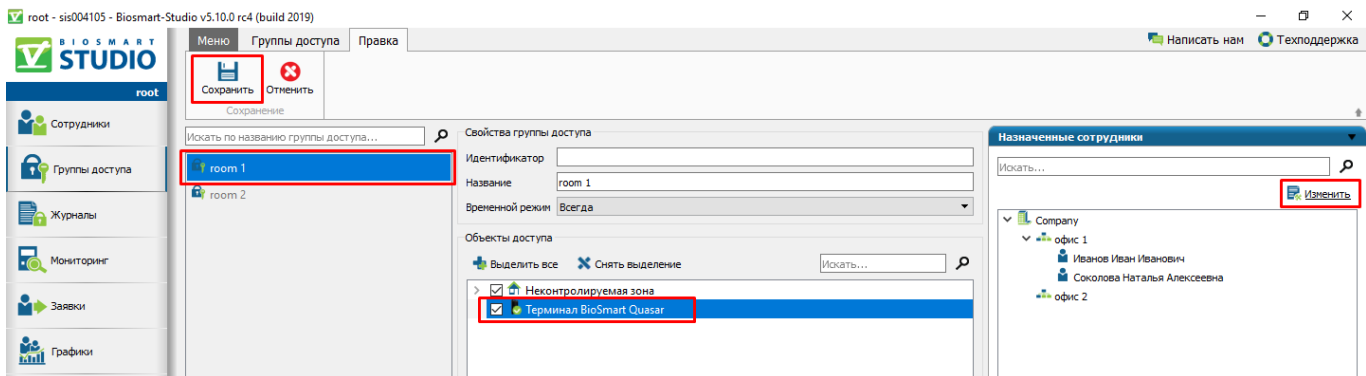 root - sis004105 - Biosmart-Studio v5.10.0 rc4 (build 2019)
BIOSMART
STUDIO
Меню Группы доступа Правка
Написать нам Техподдержка
Сохранить Отменить
Сохранение
root
Сотрудники
Группы доступа
Журналы
Мониторинг
Заявки
Графики
Искать по названию группы доступа...
room 1
room 2
Свойства группы доступа
Идентификатор
Название room 1
Временной режим Всегда
Объекты доступа
Выделить все Снять выделение Искать...
Неконтролируемая зона
Терминал BioSmart Quasar
Назначенные сотрудники
Искать...
Изменить
Company
офис 1
Иванов Иван Иванович
Соколова Наталья Алексеевна
офис 2